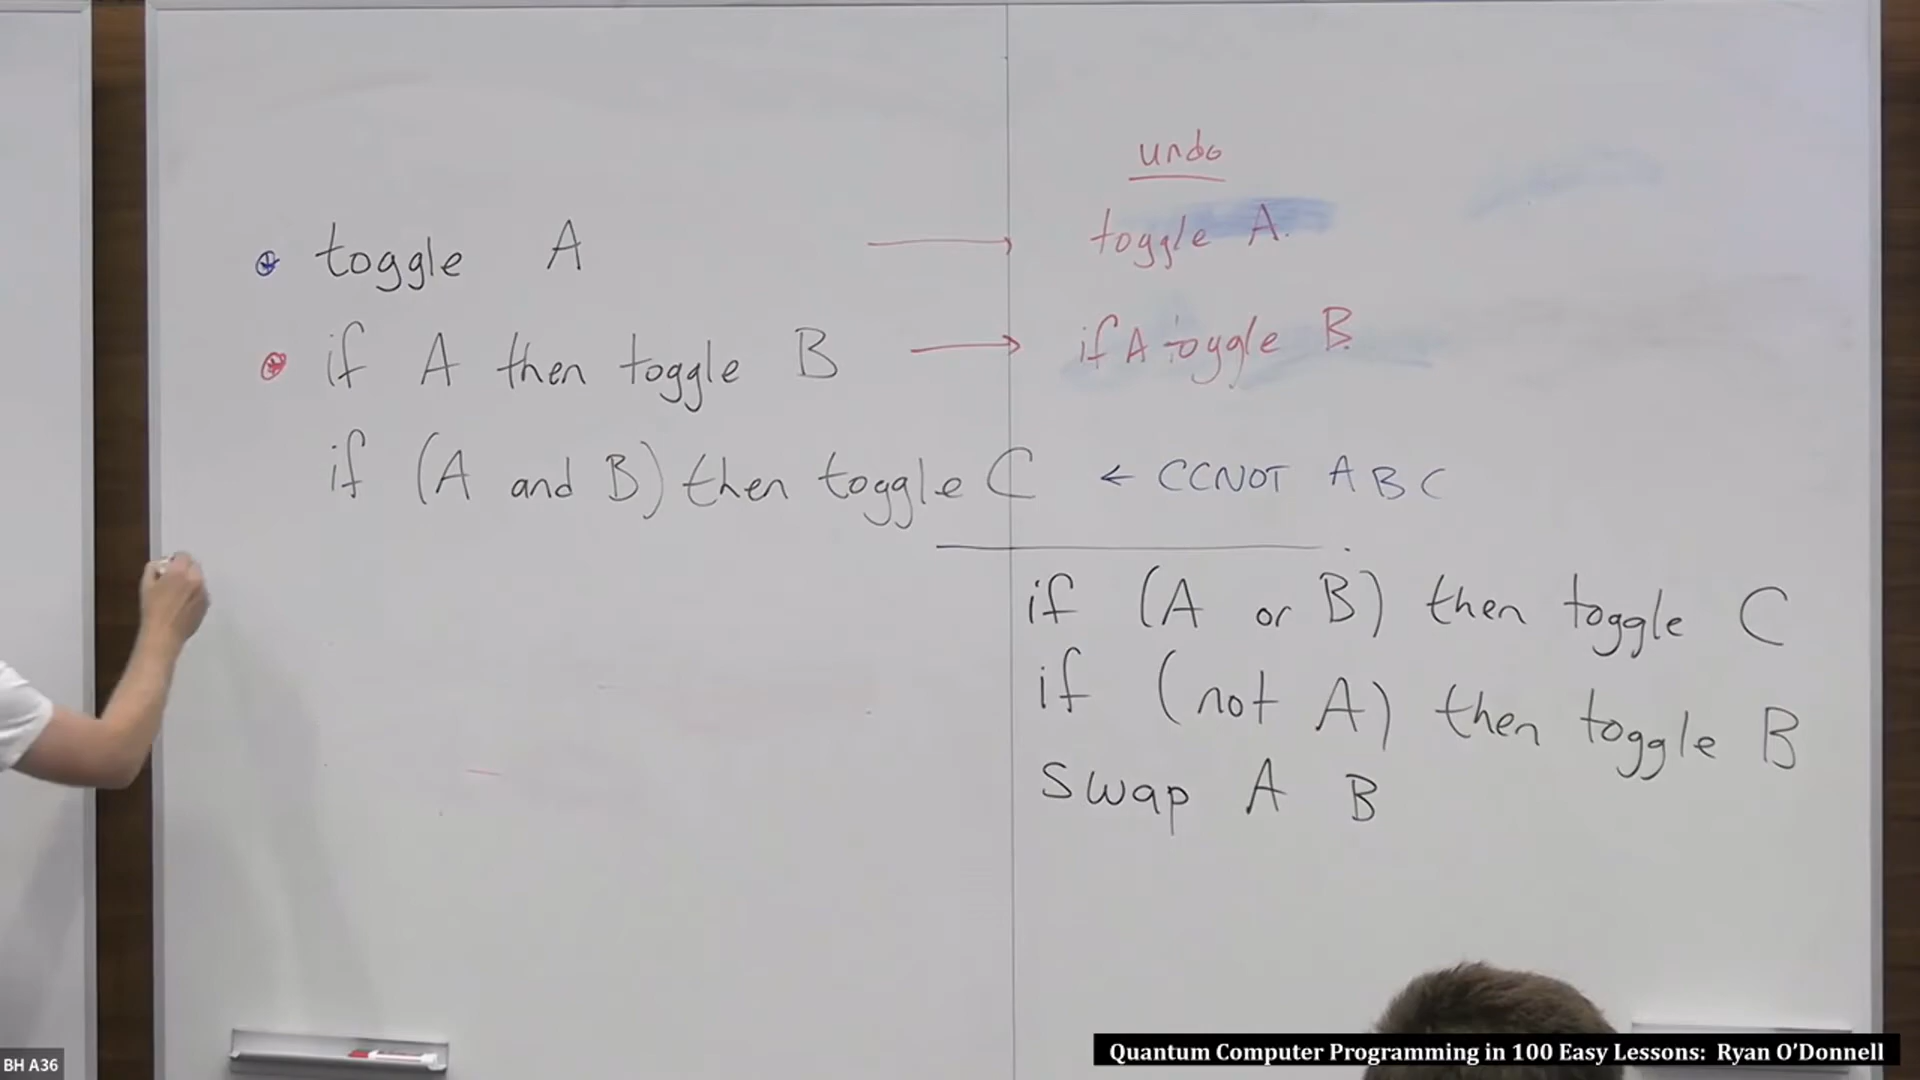 undo
toggle A → toggle A.
if A then toggle B → if A toggle B.
if (A and B) then toggle C ← CCNOT A B C
if (A or B) then toggle C
if (not A) then toggle B
Swap A B
BH A36
Quantum Computer Programming in 100 Easy Lessons: Ryan O'Donnell